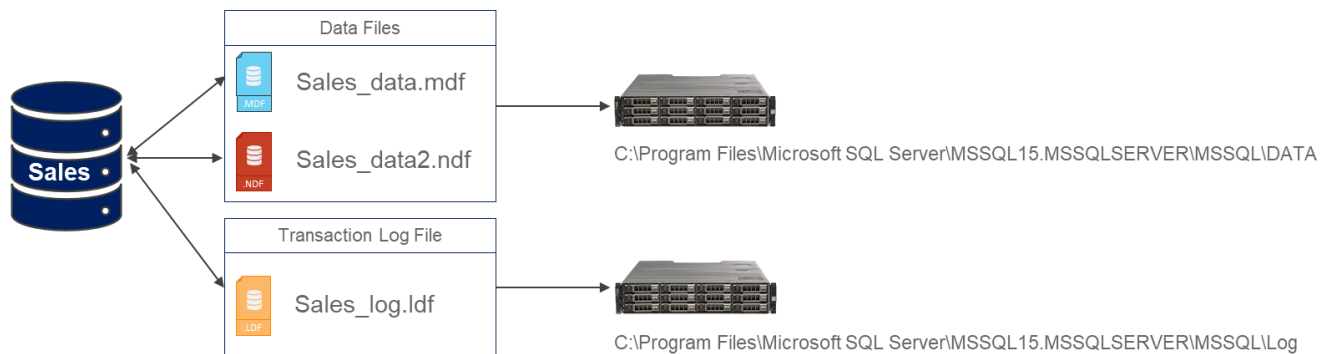 Data Files
.MDF
Sales_data.mdf
Sales
.NDF
Sales_data2.ndf
C:\Program Files\Microsoft SQL Server\MSSQL15.MSSQLSERVER\MSSQL\DATA
Transaction Log File
.LDF
Sales_log.ldf
C:\Program Files\Microsoft SQL Server\MSSQL15.MSSQLSERVER\MSSQL\Log